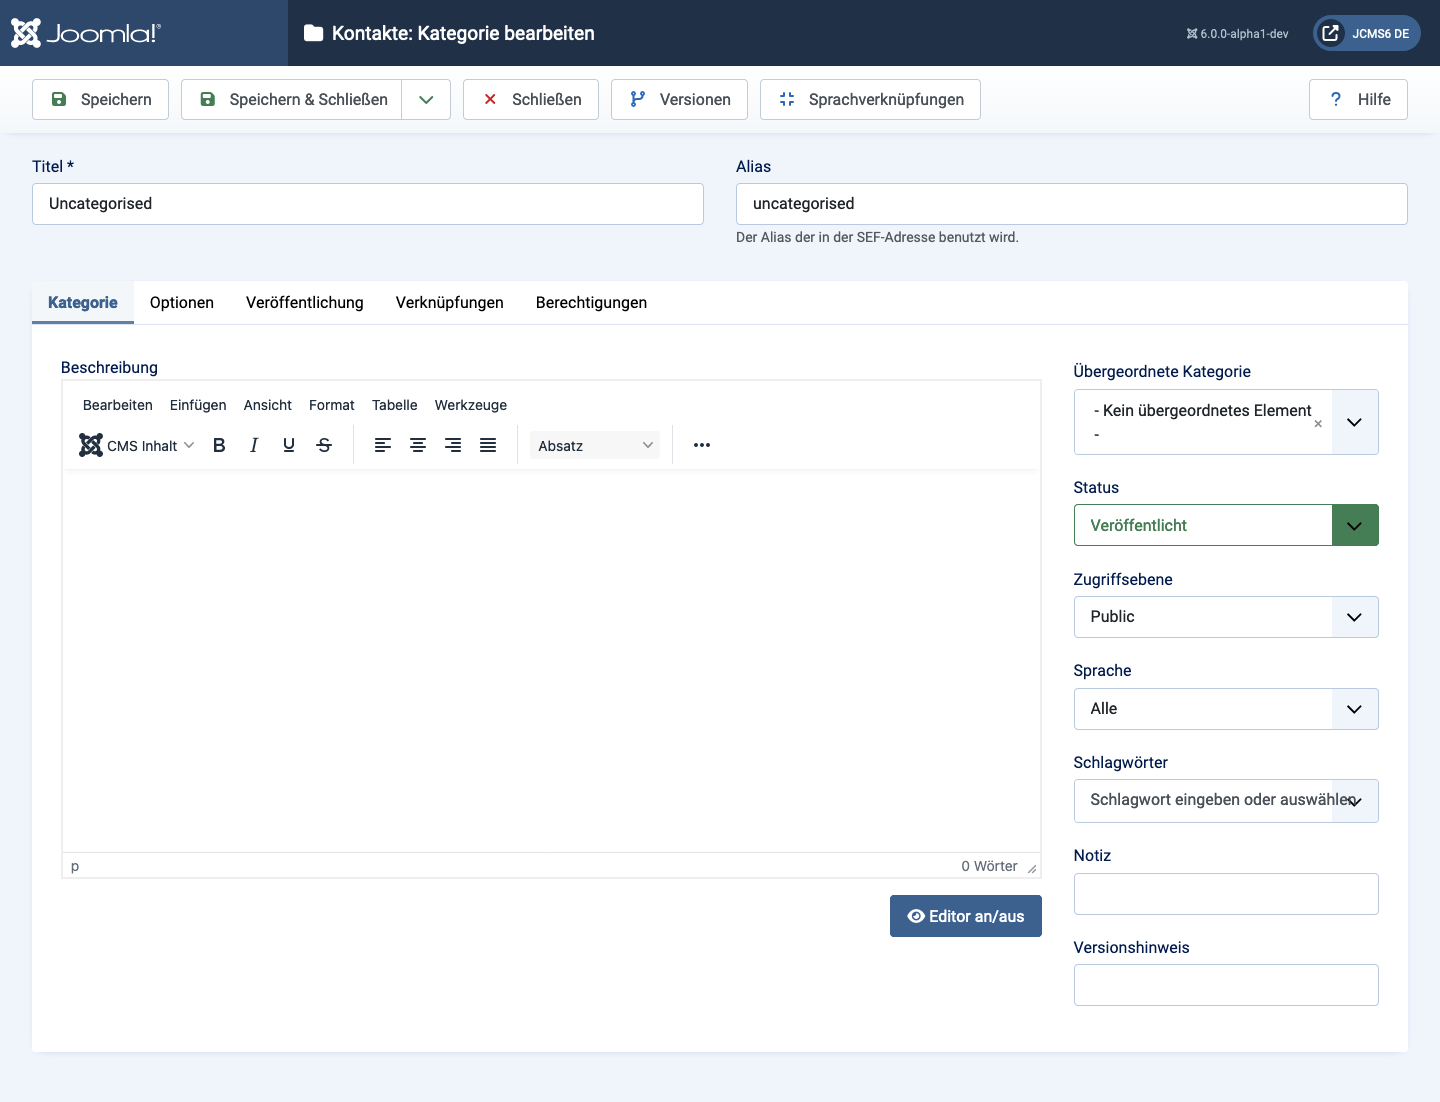 Joomla!®
Kontakte: Kategorie bearbeiten
6.0.0-alpha1-dev
JCMS6 DE
Speichern
Speichern & Schließen
Schließen
Versionen
Sprachverknüpfungen
? Hilfe
Titel *
Alias
Uncategorised
uncategorised
Der Alias der in der SEF-Adresse benutzt wird.
Kategorie
Optionen
Veröffentlichung
Verknüpfungen
Berechtigungen
Beschreibung
Bearbeiten
Einfügen
Ansicht
Format
Tabelle
Werkzeuge
CMS Inhalt
B
I
U
S
Absatz
p
0 Wörter
Editor an/aus
Übergeordnete Kategorie
- Kein übergeordnetes Element
-
×
Status
Veröffentlicht
Zugriffsebene
Public
Sprache
Alle
Schlagwörter
Schlagwort eingeben oder auswählen
Notiz
Versionshinweis